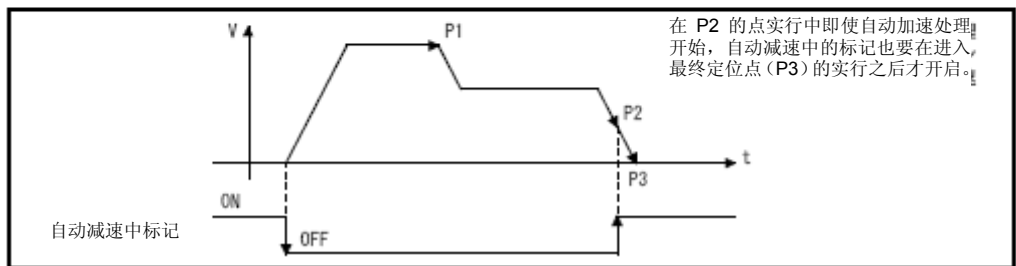 在 P2 的点实行中即使自动加速处理
开始，自动减速中的标记也要在进入
最终定位点（P3）的实行之后才开启。
V
P1
P2
t
P3
ON
自动减速中标记
OFF